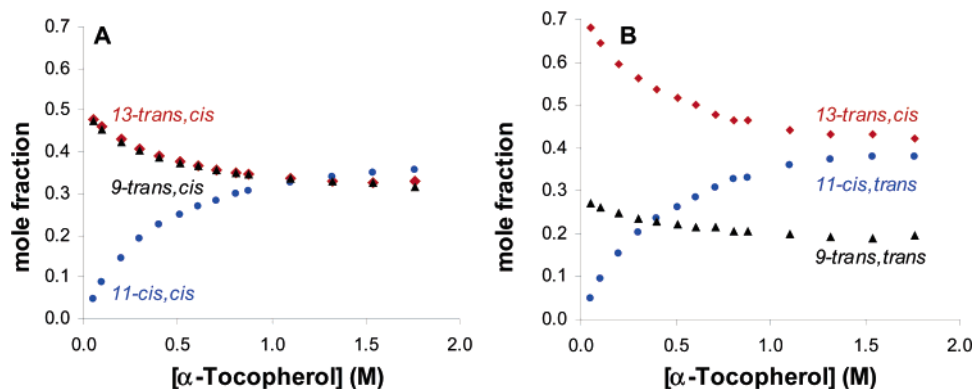 A
mole fraction
0.7
0.6
0.5
0.4
0.3
0.2
0.1
0.0
13-trans,cis
9-trans,cis
11-cis,cis
0.0 0.5 1.0 1.5 2.0
[α-Tocopherol] (M)
B
mole fraction
0.7
0.6
0.5
0.4
0.3
0.2
0.1
0.0
13-trans,cis
11-cis,trans
9-trans,trans
0.0 0.5 1.0 1.5 2.0
[α-Tocopherol] (M)